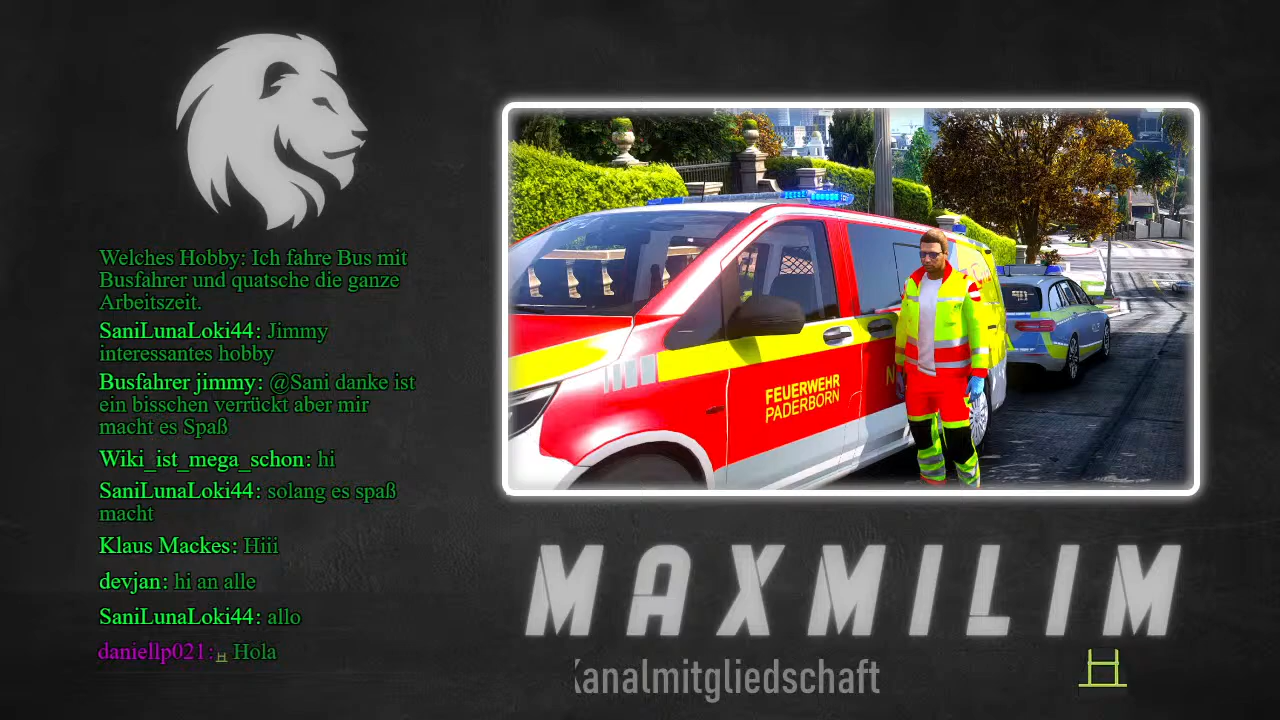 Welches Hobby: Ich fahre Bus mit
Busfahrer und quatsche die ganze
Arbeitszeit.
SaniLunaLoki44: Jimmy
interessantes hobby
Busfahrer jimmy: @Sani danke ist
ein bisschen verrückt aber mir
macht es Spaß
Wiki_ist_mega_schon: hi
SaniLunaLoki44: solang es spaß
macht
Klaus Mackes: Hiii
devjan: hi an alle
SaniLunaLoki44: allo
daniellp021: Hola
FEUERWEHR
PADERBORN
N
MAXMILIM
Kanalmitgliedschaft